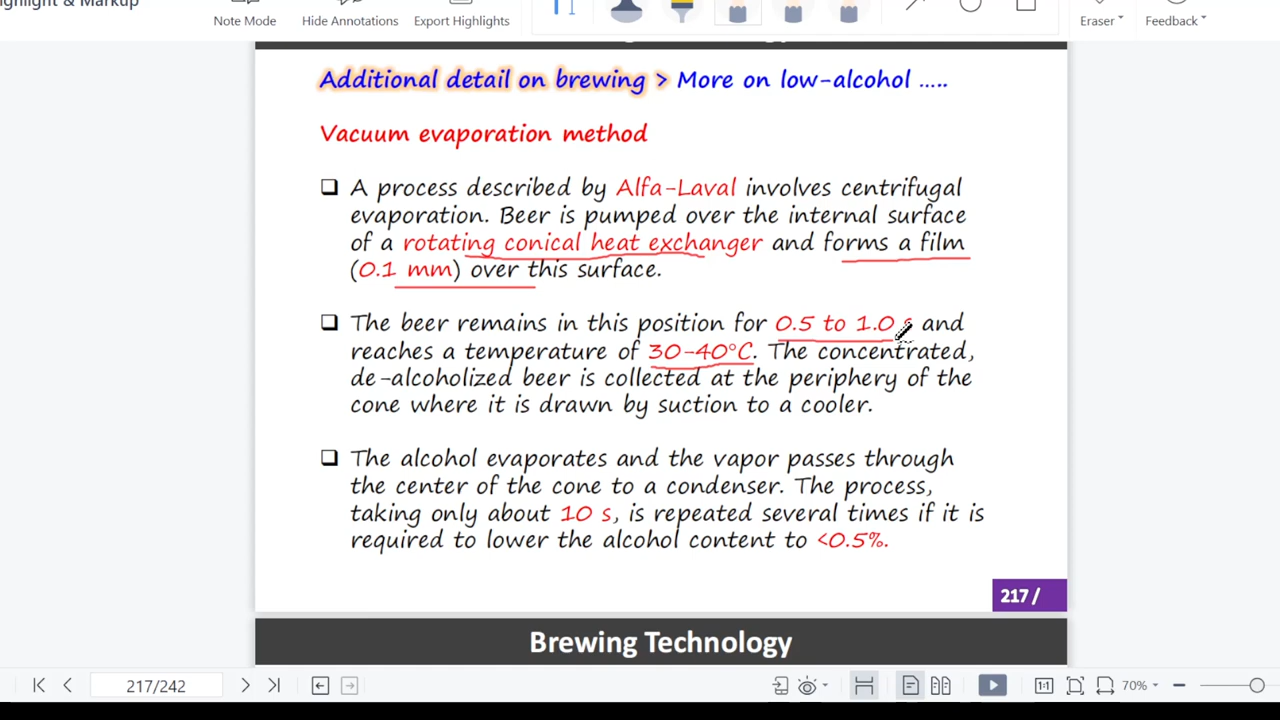 Highlight & Markup
Note Mode
Hide Annotations
Export Highlights
Eraser
Feedback
Additional detail on brewing > More on low-alcohol .....
Vacuum evaporation method
A process described by Alfa-Laval involves centrifugal
evaporation. Beer is pumped over the internal surface
of a rotating conical heat exchanger and forms a film
(0.1 mm) over this surface.
The beer remains in this position for 0.5 to 1.0 s and
reaches a temperature of 30-40°C. The concentrated,
de-alcoholized beer is collected at the periphery of the
cone where it is drawn by suction to a cooler.
The alcohol evaporates and the vapor passes through
the center of the cone to a condenser. The process,
taking only about 10 s, is repeated several times if it is
required to lower the alcohol content to <0.5%.
217 /
Brewing Technology
217/242
1:1
70%